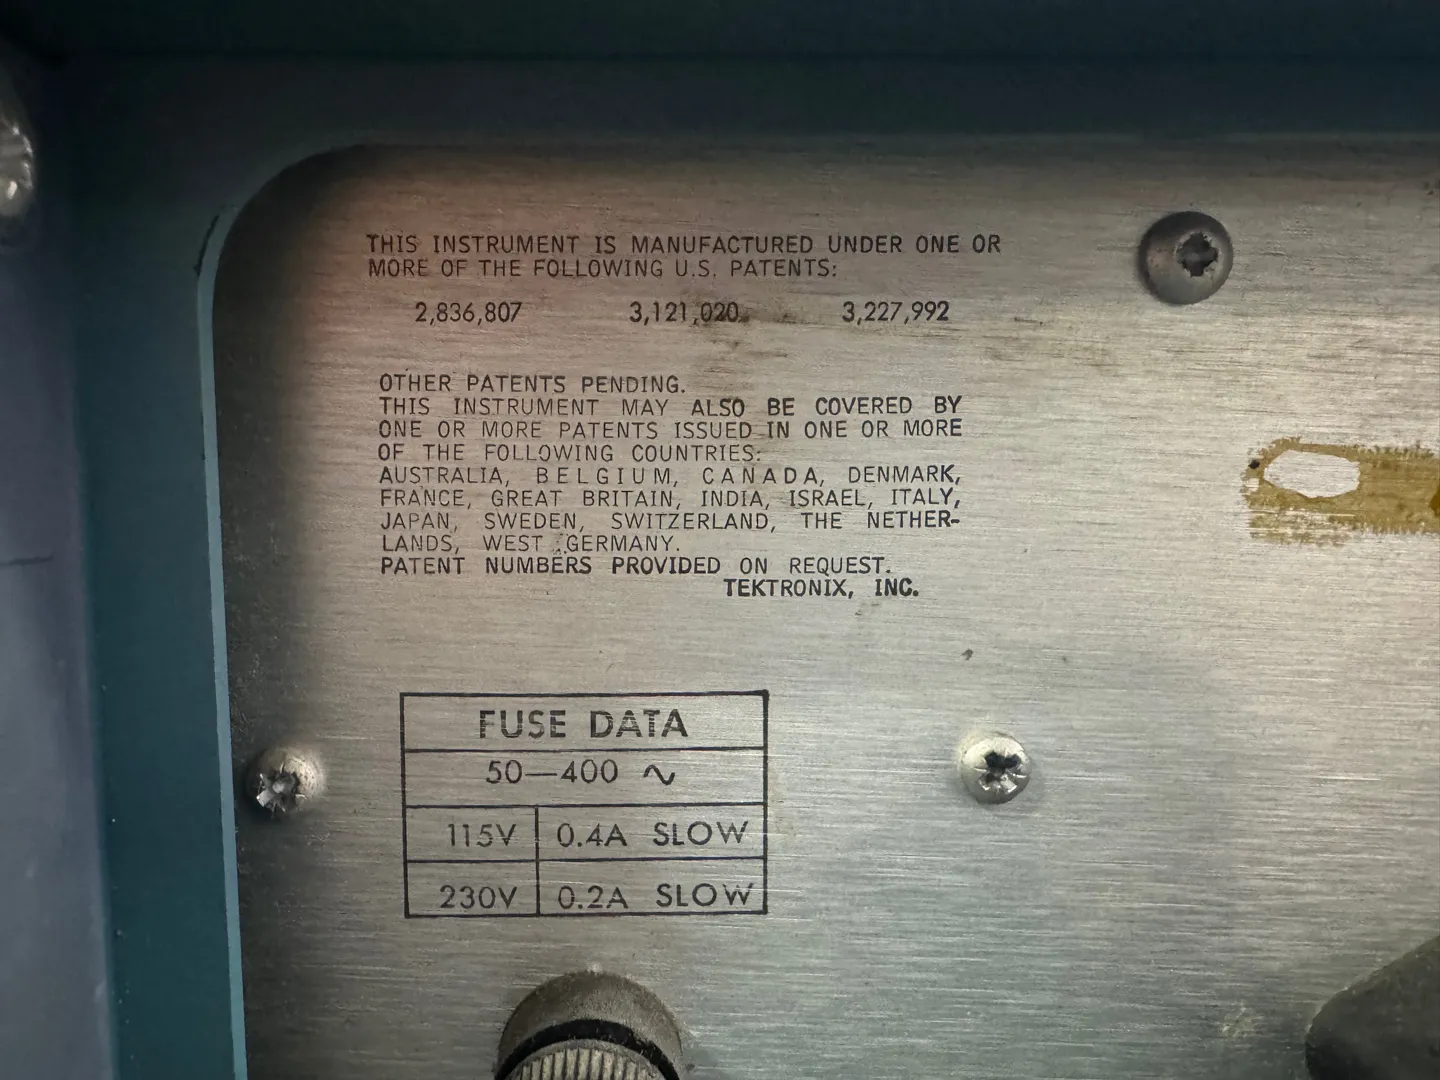 THIS INSTRUMENT IS MANUFACTURED UNDER ONE OR
MORE OF THE FOLLOWING U.S. PATENTS:
2,836,807 3,121,020 3,227,992
OTHER PATENTS PENDING.
THIS INSTRUMENT MAY ALSO BE COVERED BY
ONE OR MORE PATENTS ISSUED IN ONE OR MORE
OF THE FOLLOWING COUNTRIES:
AUSTRALIA, BELGIUM, CANADA, DENMARK,
FRANCE, GREAT BRITAIN, INDIA, ISRAEL, ITALY,
JAPAN, SWEDEN, SWITZERLAND, THE NETHER-
LANDS, WEST GERMANY.
PATENT NUMBERS PROVIDED ON REQUEST.
TEKTRONIX, INC.
FUSE DATA
50—400 ∿
115V 0.4A SLOW
230V 0.2A SLOW